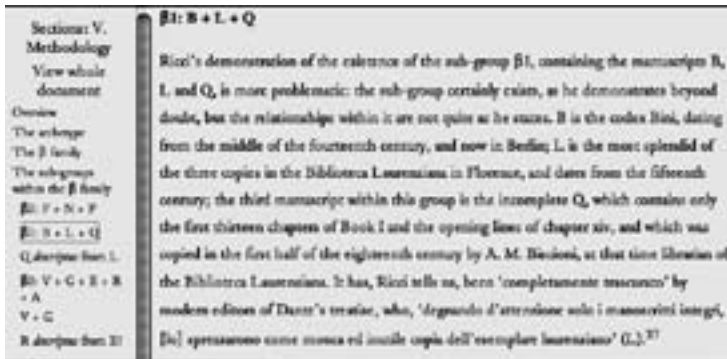 Sections: V.
Methodology
View whole
document
Overview
The archetype
The β family
The subgroups
within the β family
β2: F + N + P
β1: B + L + Q
Q descriptus from L
+ A
V + G
β1: B + L + Q
Ricci's demonstration of the existence of the sub-group β1, containing the manuscripts B,
L and Q, is more problematic: the sub-group certainly exists, as he demonstrates beyond
doubt, but the relationships within it are not quite as he states. B is the codex Bini, dating
from the middle of the fourteenth century, and now in Berlin; L is the most splendid of
the three copies in the Biblioteca Laurenziana in Florence, and dates from the fifteenth
century; the third manuscript within this group is the incomplete Q, which contains only
the first thirteen chapters of Book I and the opening lines of chapter xiv, and which was
copied in the first half of the eighteenth century by A. M. Biscioni, at that time librarian of
the Biblioteca Laurenziana. It has, Ricci tells us, been 'completamente trascurato' by
modern editors of Dante's treatise, who, 'degnando d'attenzione solo i manoscritti integri,
[lo] sprezzarono come monca ed inutile copia dell'esemplare laurenziano' (L).